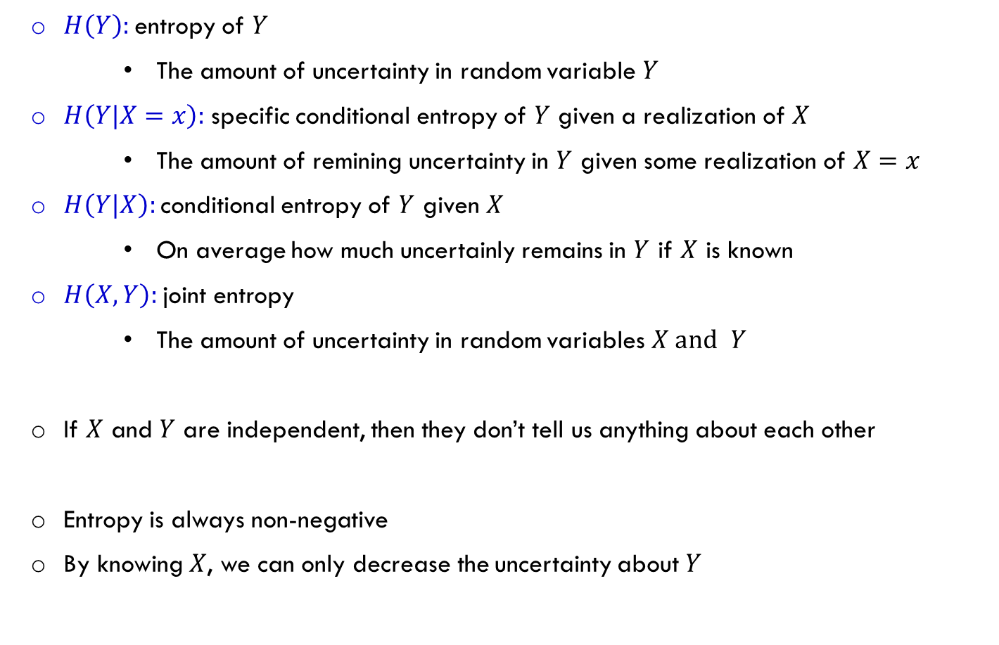 ○ H(Y): entropy of Y
• The amount of uncertainty in random variable Y
○ H(Y|X = x): specific conditional entropy of Y given a realization of X
• The amount of remining uncertainty in Y given some realization of X = x
○ H(Y|X): conditional entropy of Y given X
• On average how much uncertainly remains in Y if X is known
○ H(X, Y): joint entropy
• The amount of uncertainty in random variables X and Y
○ If X and Y are independent, then they don’t tell us anything about each other
○ Entropy is always non-negative
○ By knowing X, we can only decrease the uncertainty about Y